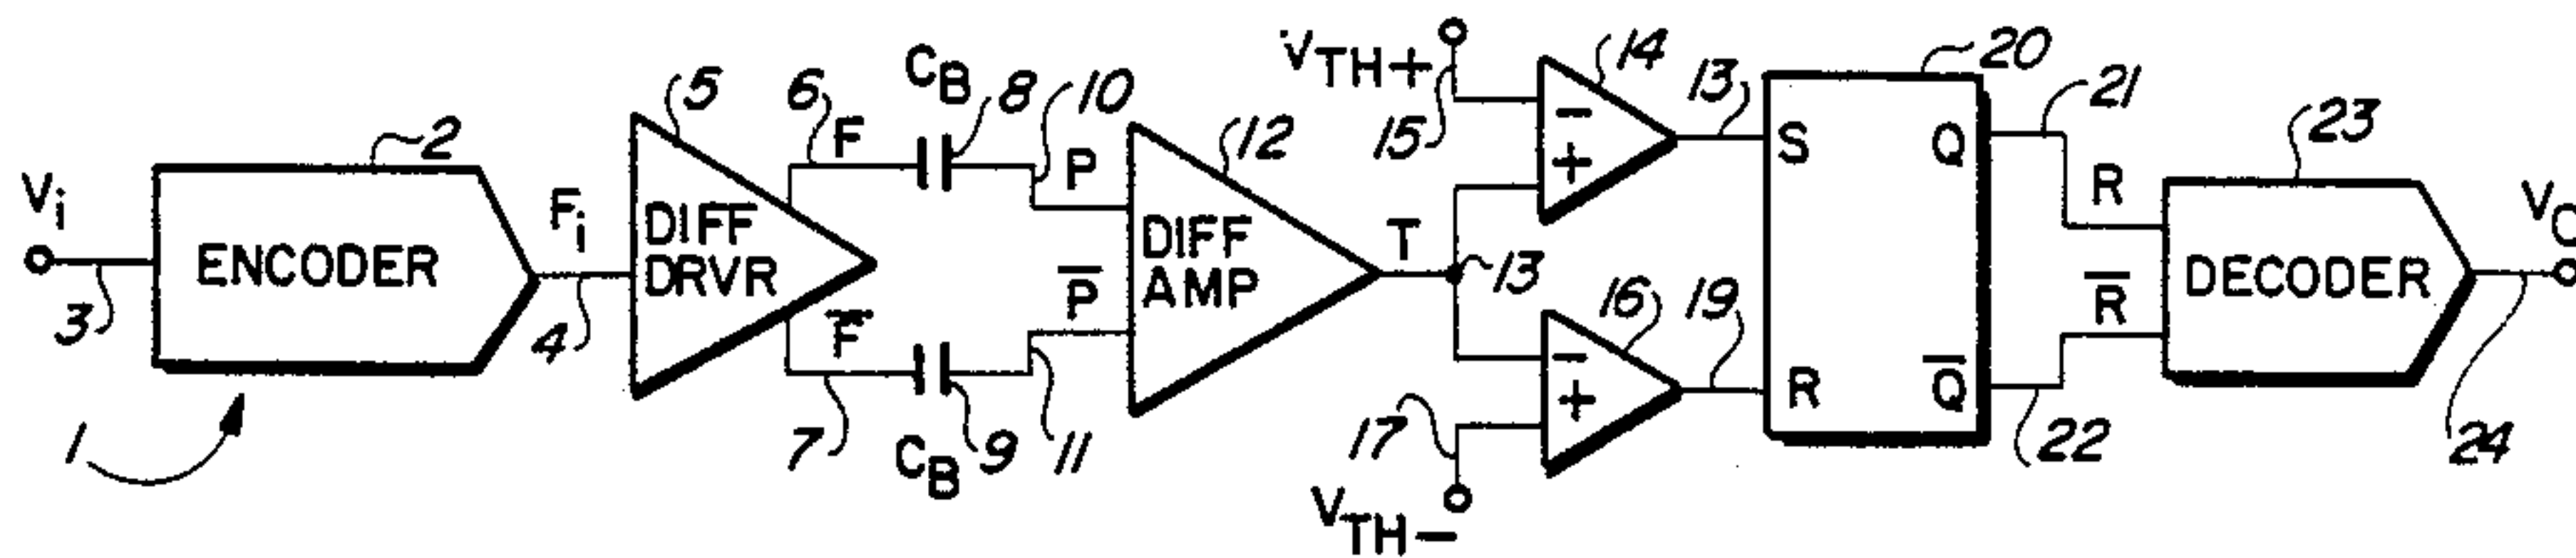 Vi
3
ENCODER
2
1
Fi
4
5
DIFF
DRVR
6
F
F̅
7
CB
8
CB
9
10
P
P̅
11
12
DIFF
AMP
T
13
VTH+
15
14
-
+
13
16
-
+
17
VTH-
19
20
S
Q
R
Q̅
21
R
R̅
22
23
DECODER
VO
24